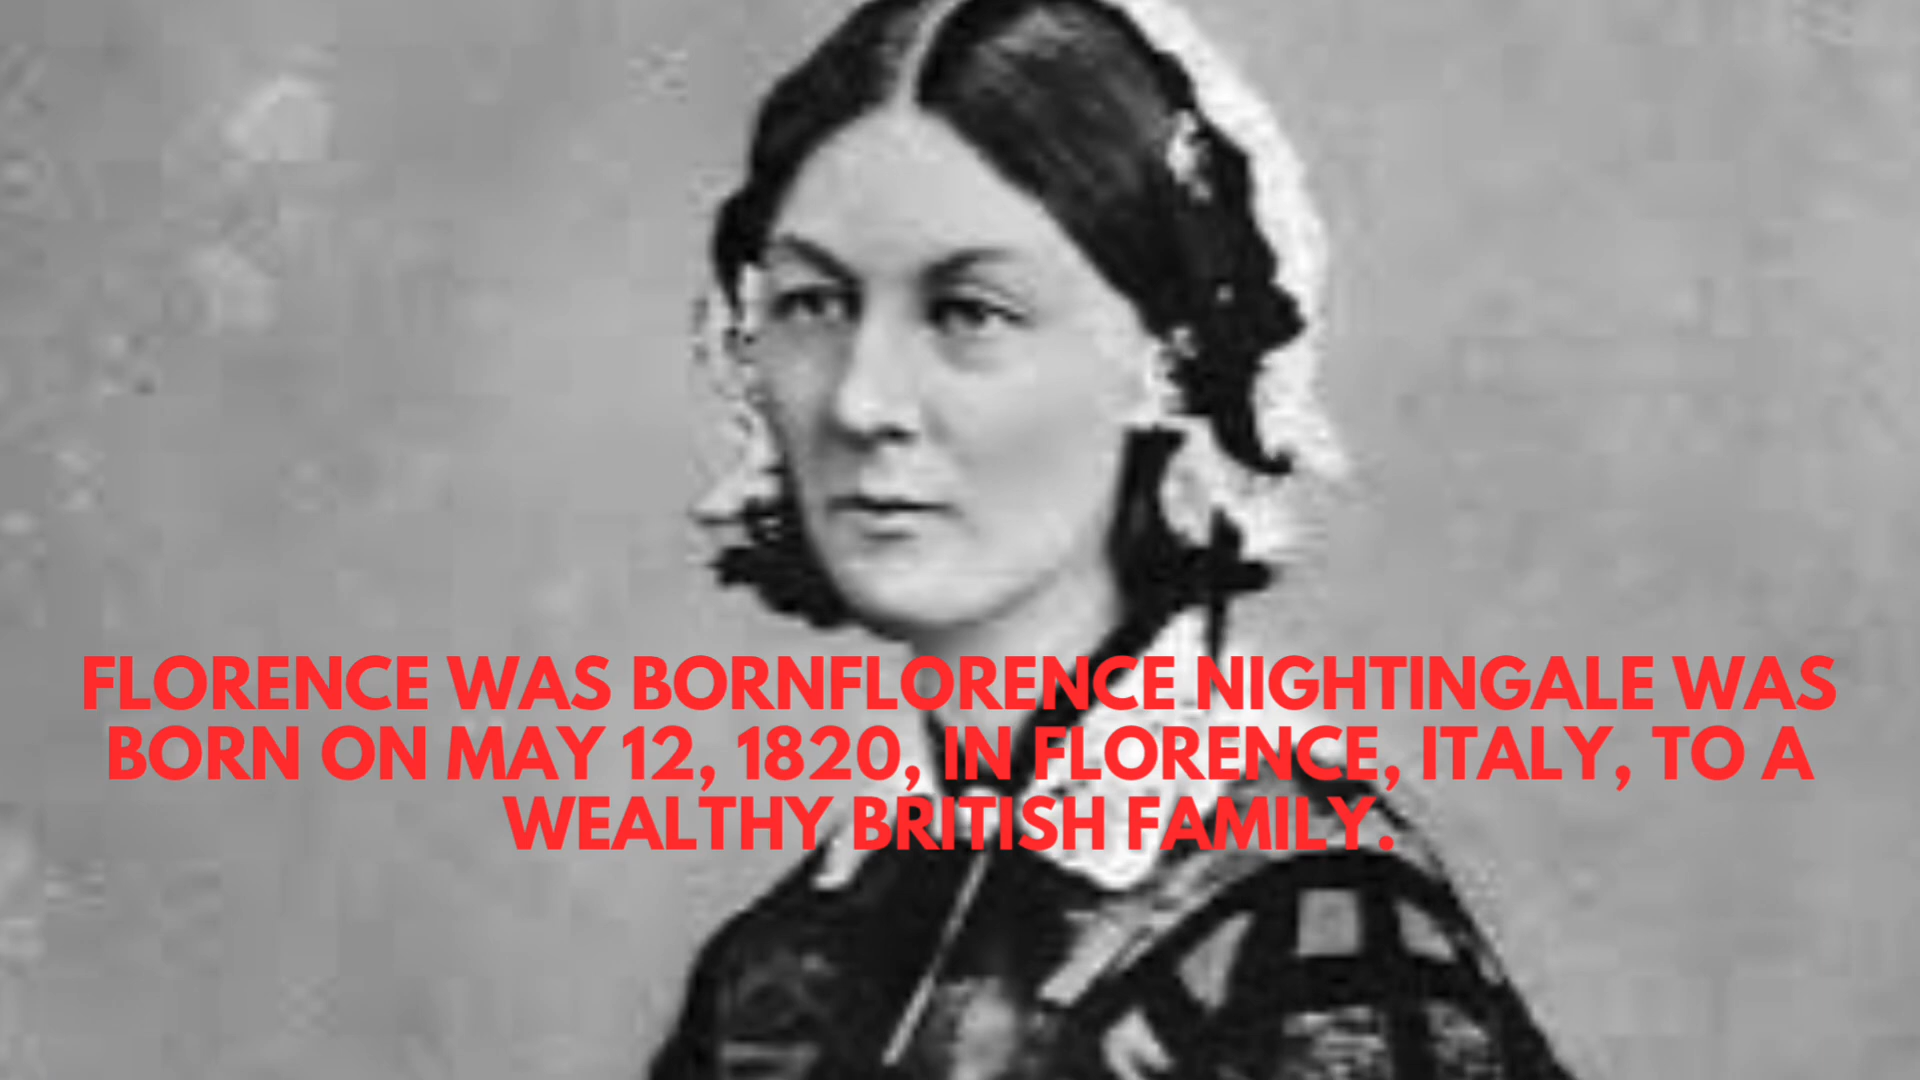 FLORENCE WAS BORNFLORENCE NIGHTINGALE WAS
BORN ON MAY 12, 1820, IN FLORENCE, ITALY, TO A
WEALTHY BRITISH FAMILY.